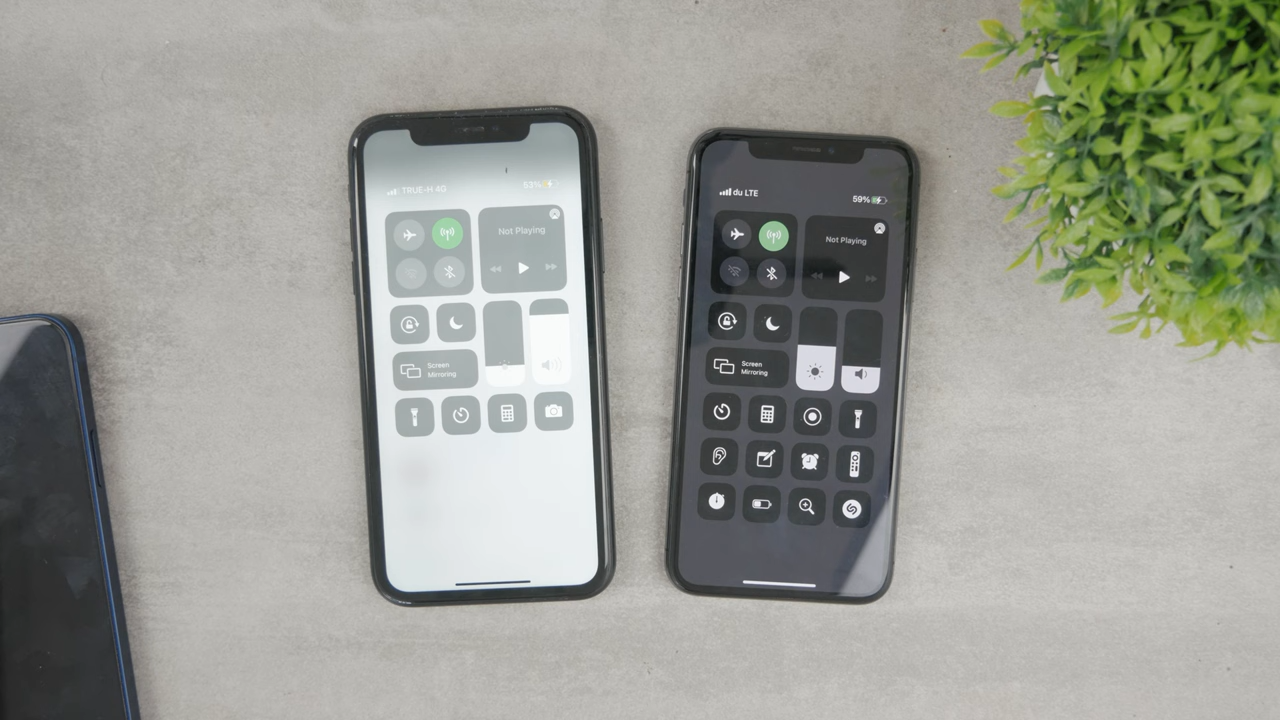 TRUE-H 4G
53%
Not Playing
Screen
Mirroring
du LTE
59%
Not Playing
Screen
Mirroring